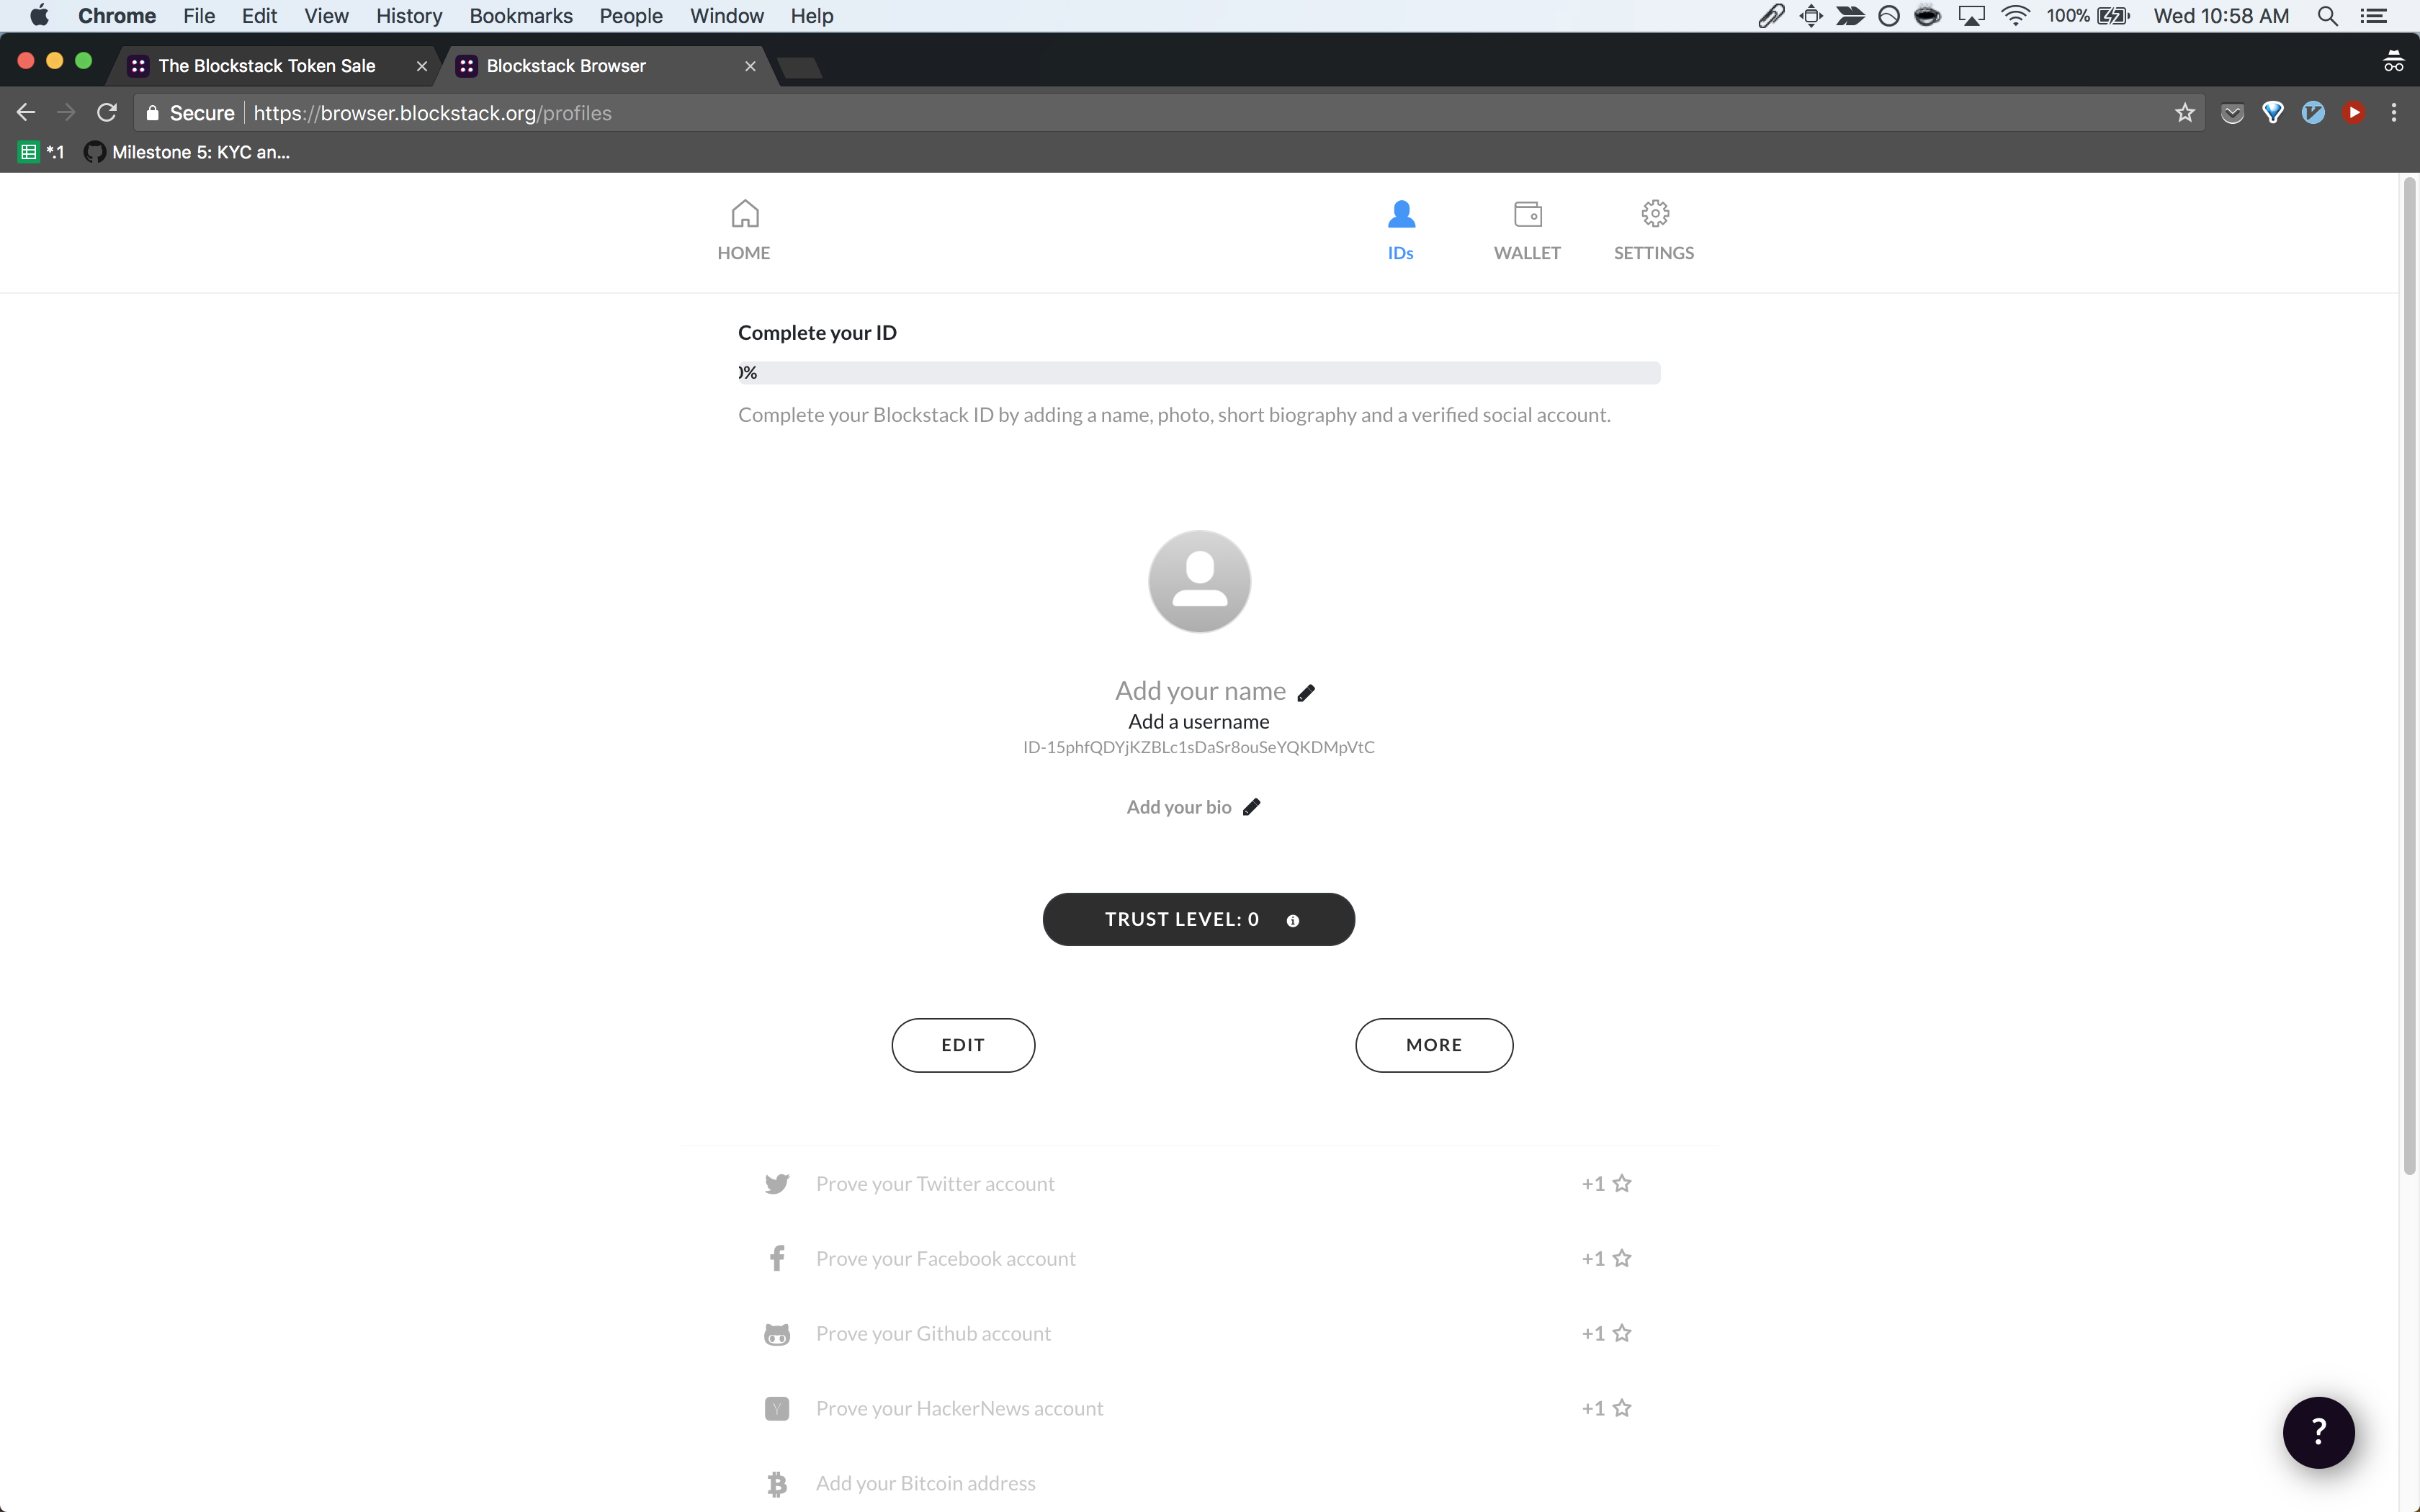 Chrome File Edit View History Bookmarks People Window Help 100% Wed 10:58 AM
The Blockstack Token Sale Blockstack Browser
Secure https://browser.blockstack.org/profiles
*.1 Milestone 5: KYC an...
HOME IDs WALLET SETTINGS
Complete your ID
0%
Complete your Blockstack ID by adding a name, photo, short biography and a verified social account.
Add your name
Add a username
ID-15phfQDYjKZBLc1sDaSr8ouSeYQKDMpVtC
Add your bio
TRUST LEVEL: 0
EDIT MORE
Prove your Twitter account +1
Prove your Facebook account +1
Prove your Github account +1
Y Prove your HackerNews account +1
Add your Bitcoin address
?